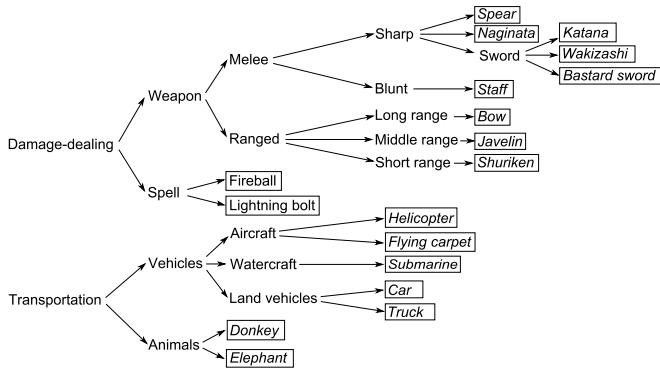 Damage-dealing
Weapon
Melee
Sharp
Spear
Naginata
Sword
Katana
Wakizashi
Bastard sword
Blunt
Staff
Ranged
Long range
Bow
Middle range
Javelin
Short range
Shuriken
Spell
Fireball
Lightning bolt
Transportation
Vehicles
Aircraft
Helicopter
Flying carpet
Watercraft
Submarine
Land vehicles
Car
Truck
Animals
Donkey
Elephant